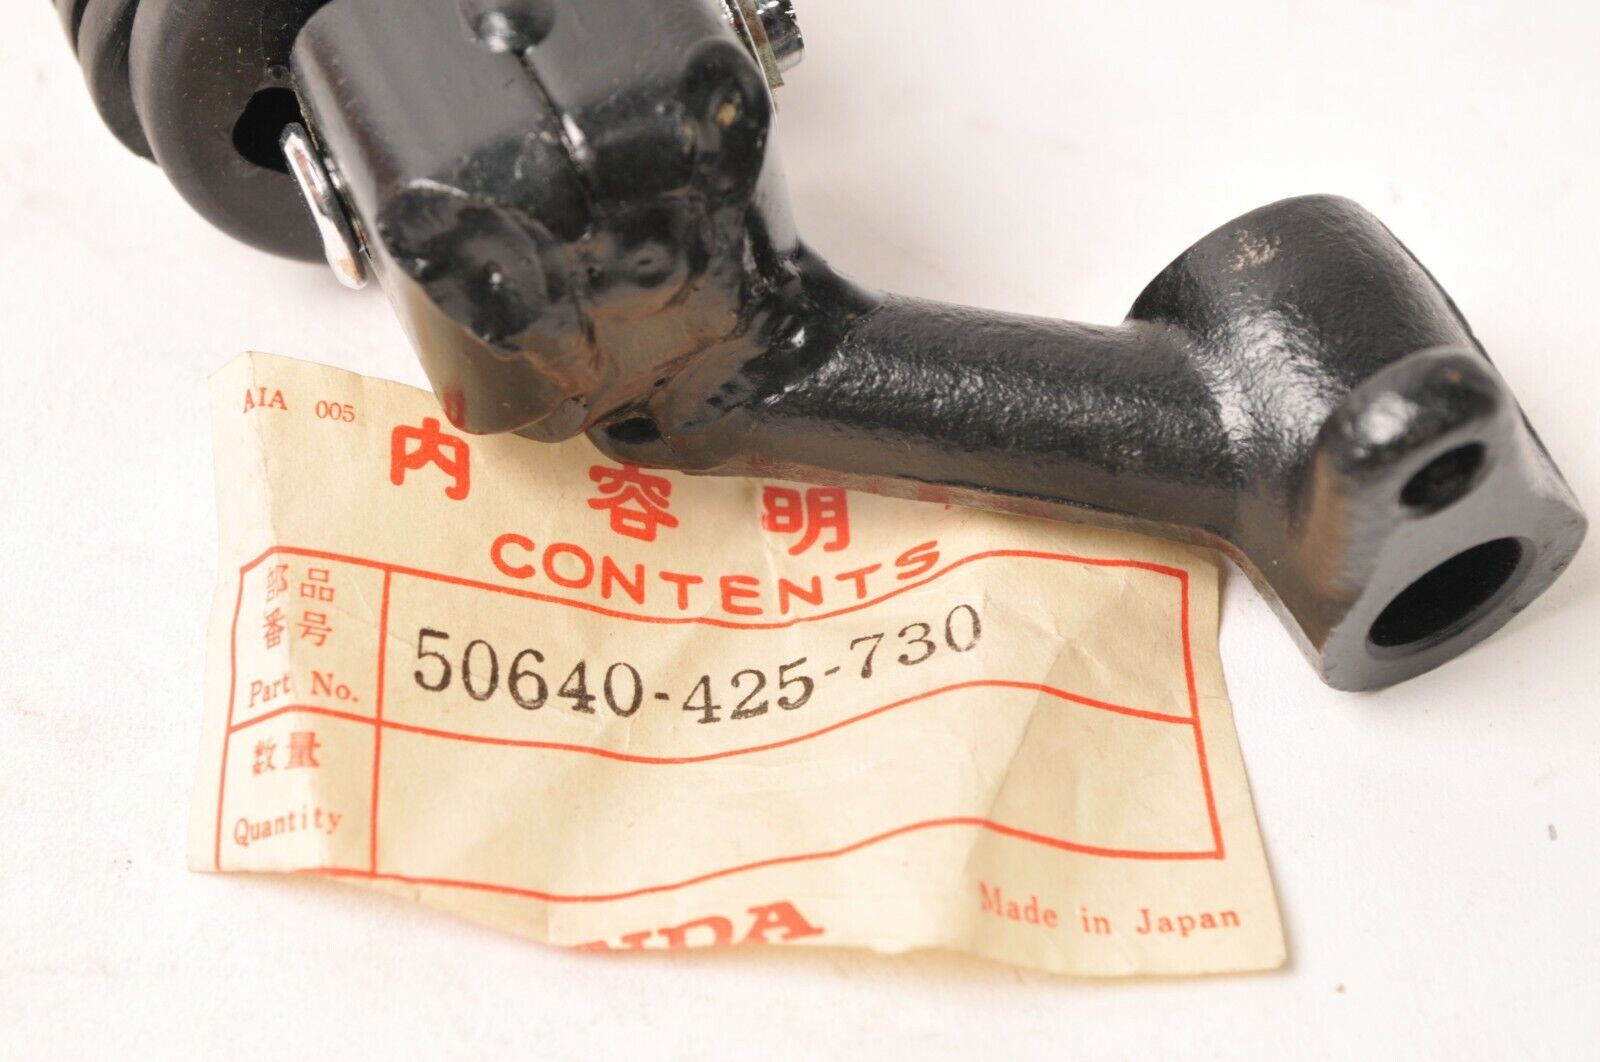 AIA 005
内容明
CONTENTS
部品
番号
Part No.
50640-425-730
数量
Quantity
Made in Japan